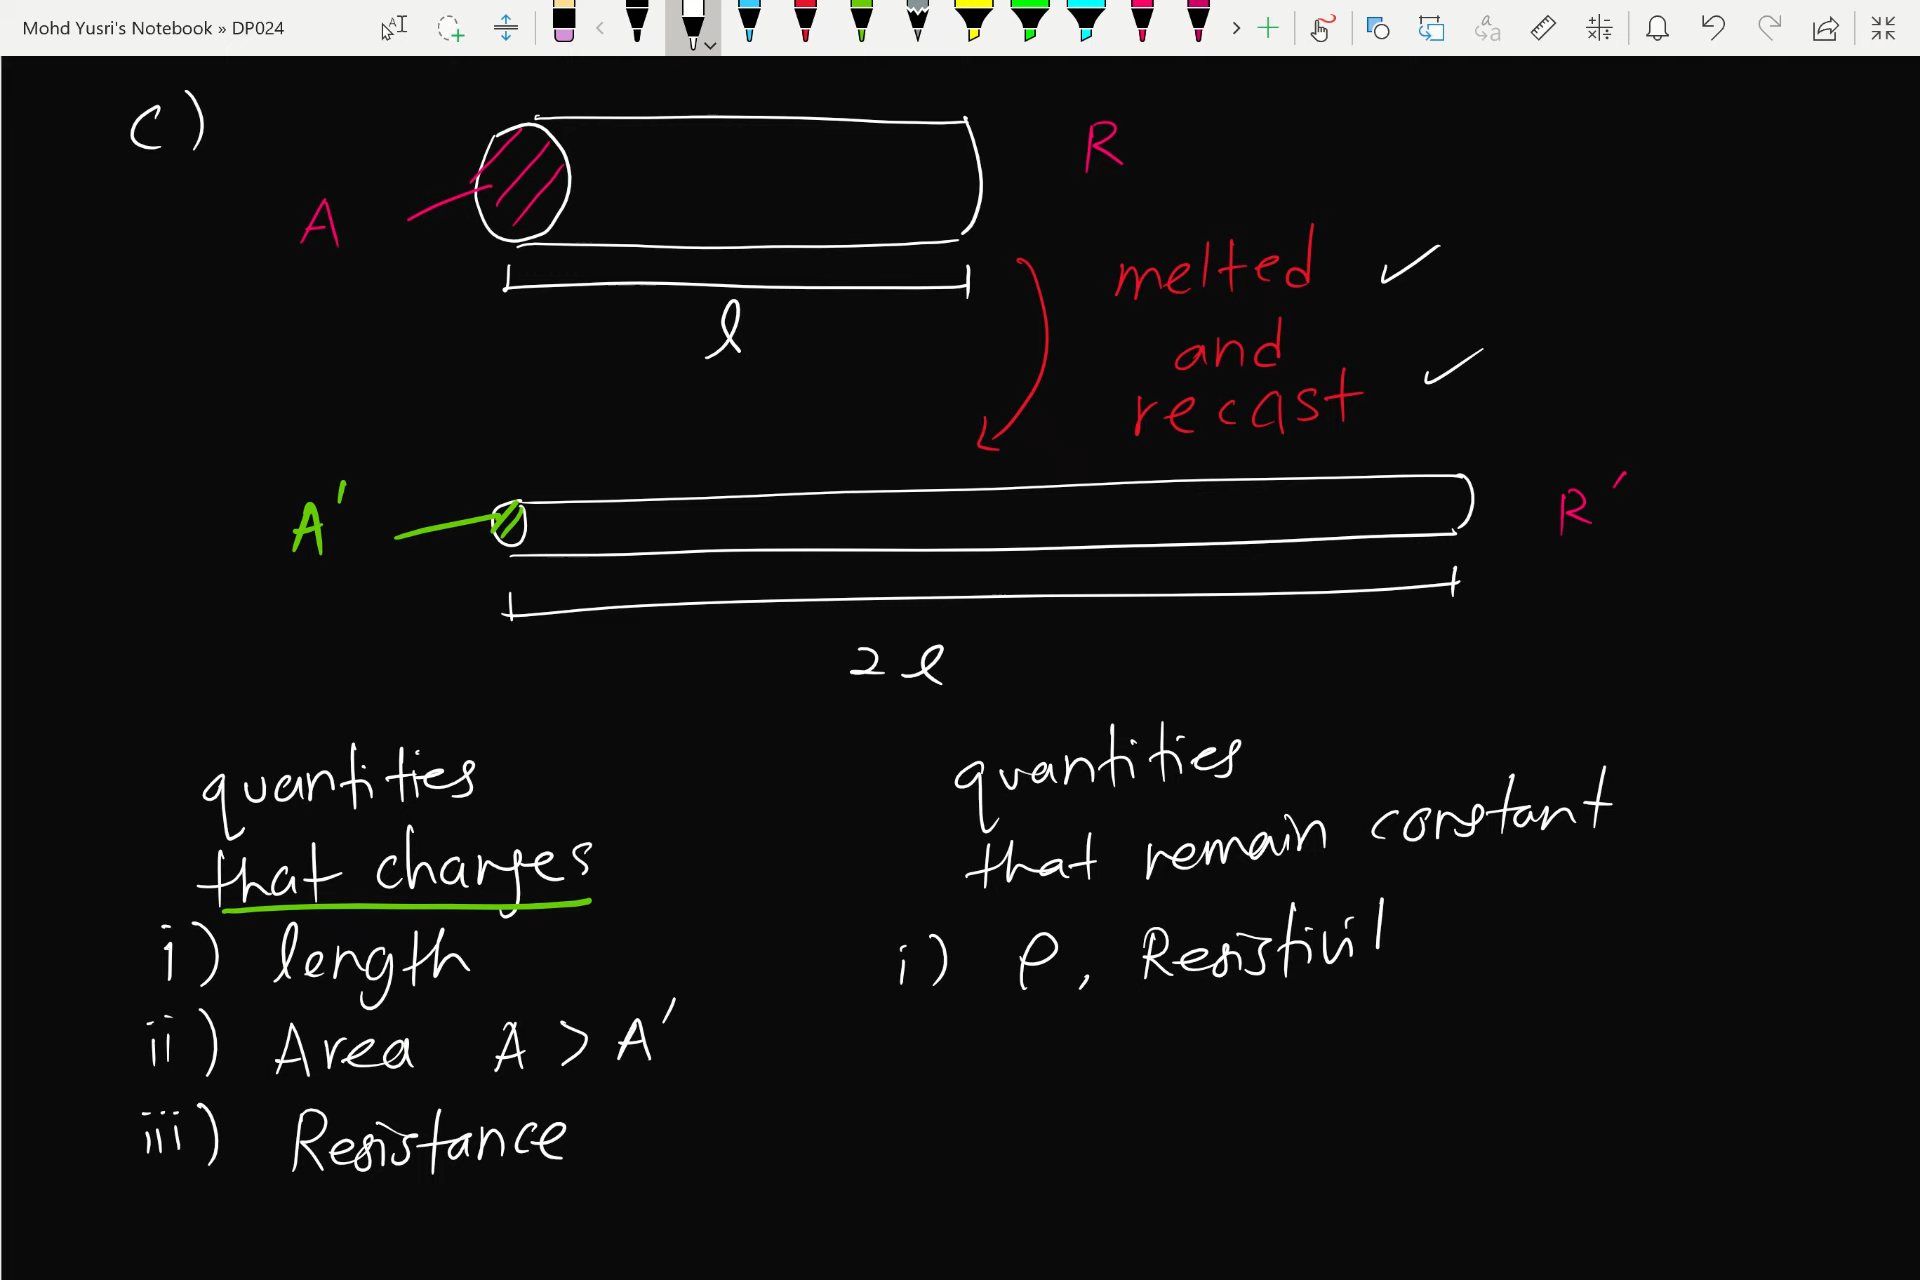 Mohd Yusri's Notebook » DP024
c)
A
R
l
melted ✓
and
recast ✓
A'
R'
2l
quantities
that changes
i) length
ii) Area A > A'
iii) Resistance
quantities
that remain constant
i) ρ, Resistivi